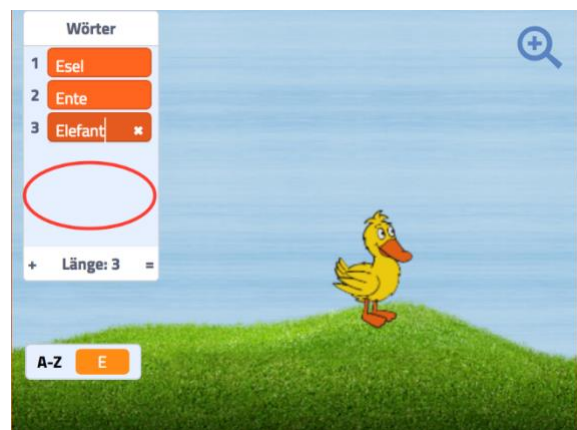 Wörter
1 Esel
2 Ente
3 Elefant ✖
+ Länge: 3 =
A-Z E